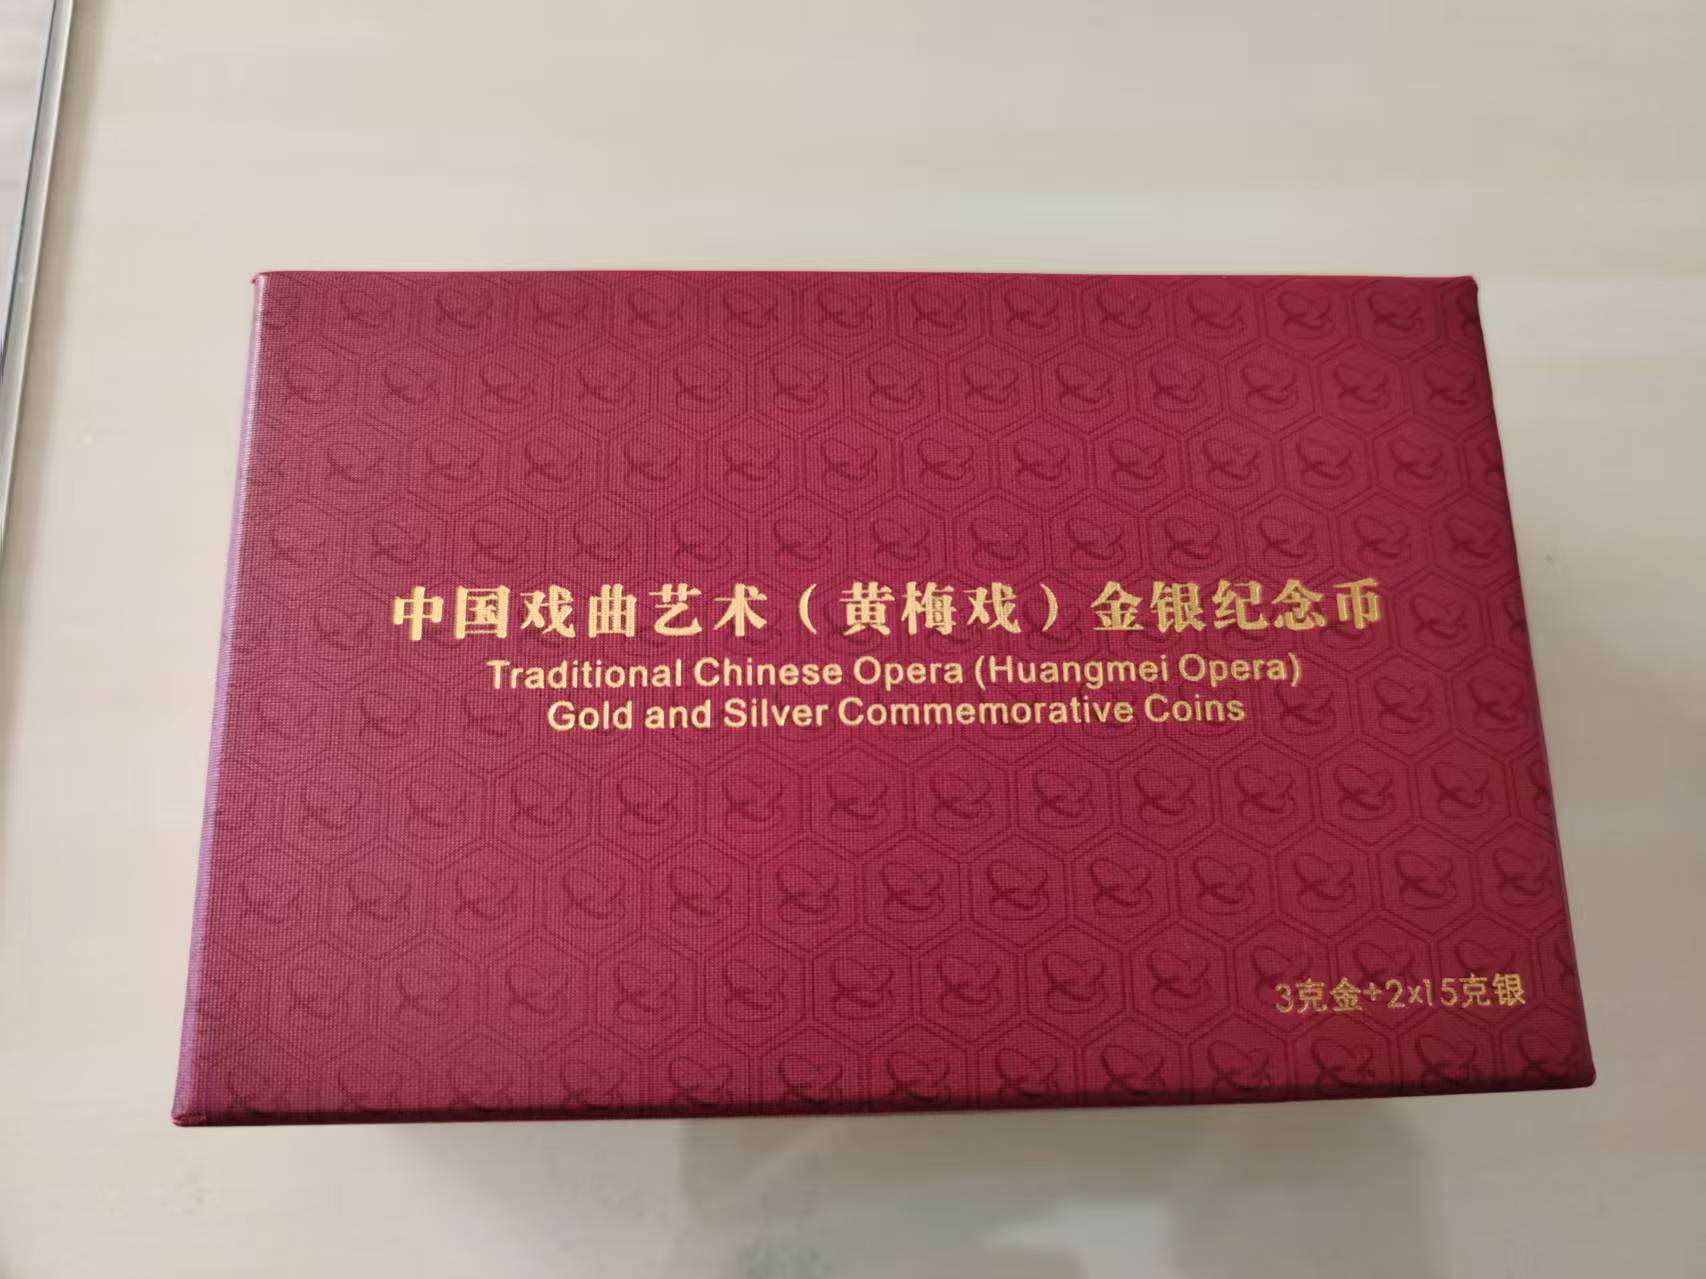 中国戏曲艺术（黄梅戏）金银纪念币
Traditional Chinese Opera (Huangmei Opera)
Gold and Silver Commemorative Coins
3克金+2×15克银